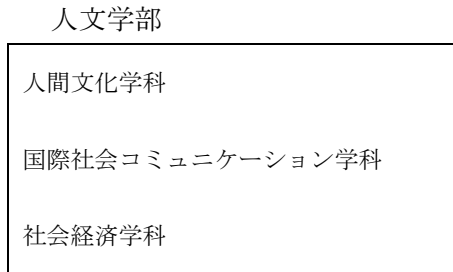 人文学部
人間文化学科
国際社会コミュニケーション学科
社会経済学科